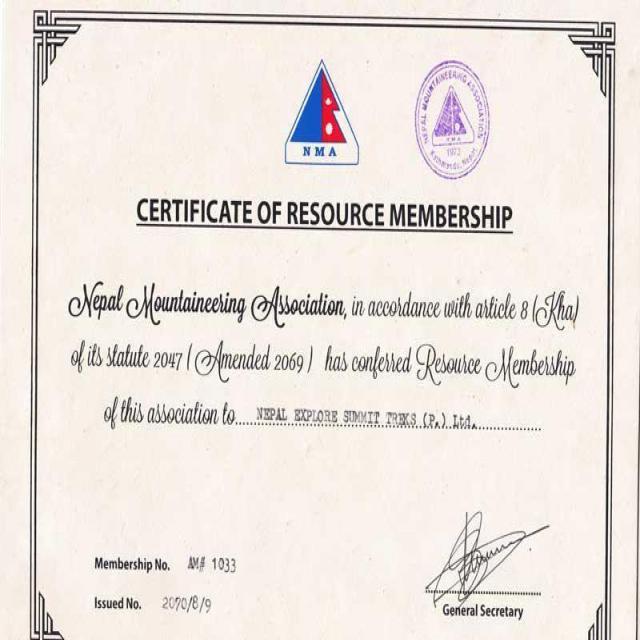 NMA
NEPAL MOUNTAINEERING ASSOCIATION
NMA
1973
Kathmandu, Nepal
CERTIFICATE OF RESOURCE MEMBERSHIP
Nepal Mountaineering Association, in accordance with article 8 (Kha)
of its statute 2047 (Amended 2069) has conferred Resource Membership
of this association to NEPAL EXPLORE SUMMIT TREKS (P.) Ltd.
Membership No. AM# 1033
Issued No. 2070/8/9
General Secretary